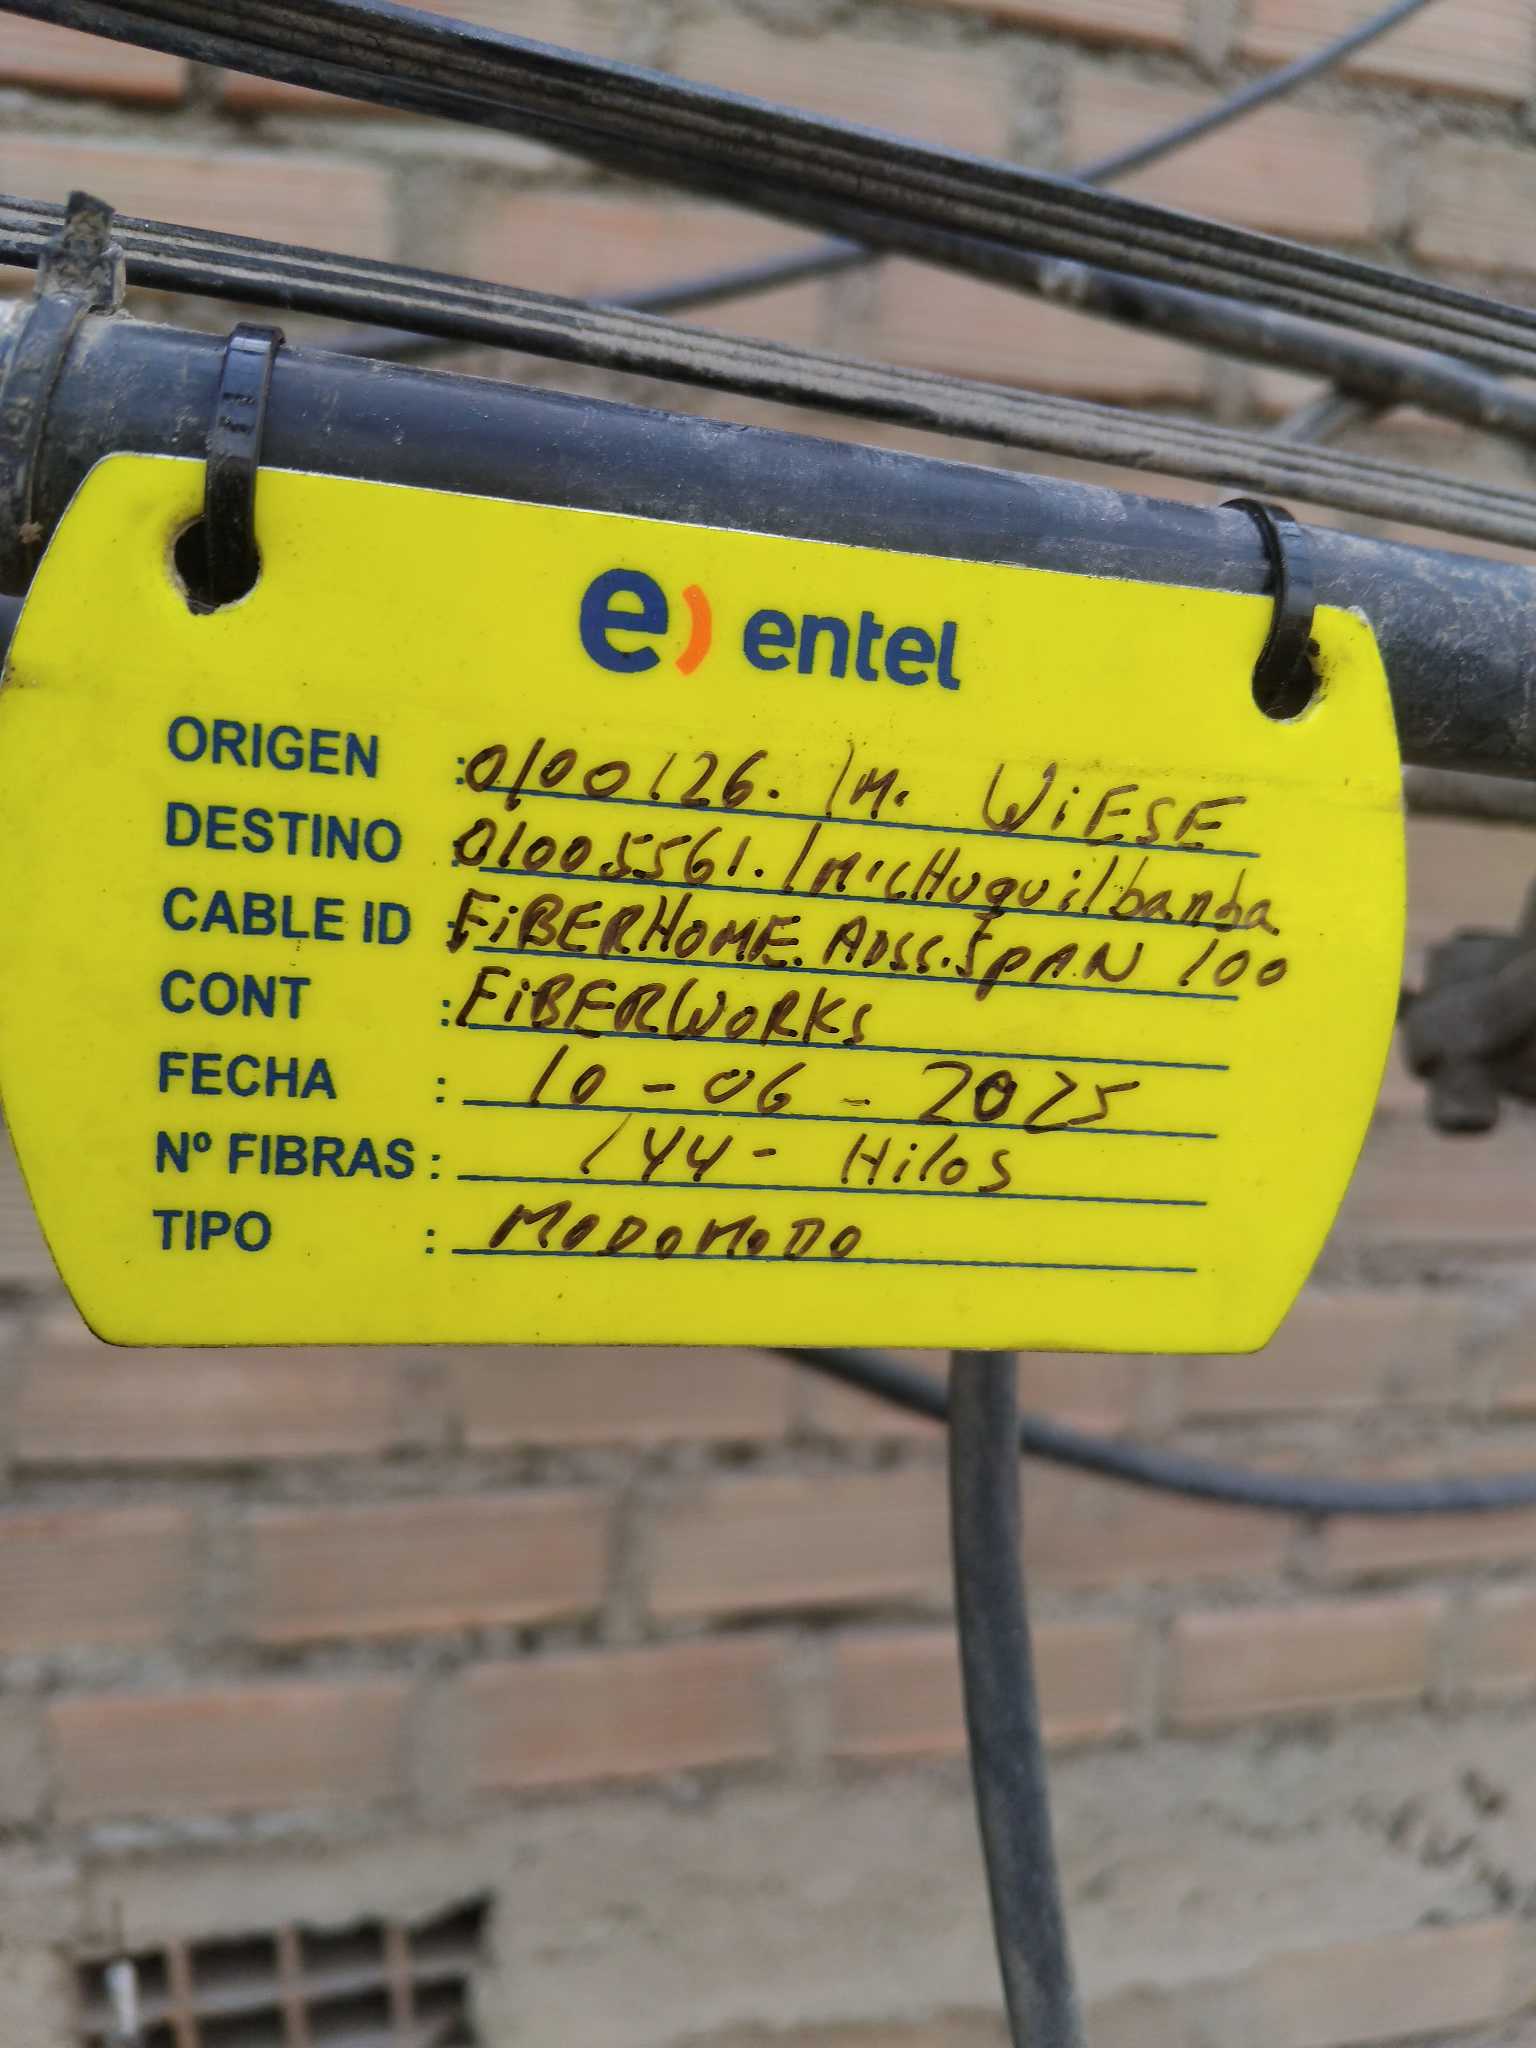 e) entel
ORIGEN : 0100126. LM. WiESE
DESTINO : 01005561. LM. CHuquilbanba
CABLE ID : FiBERHOME. ADSS. SPAN 100
CONT : FiBERWORKS
FECHA : 10-06-2025
Nº FIBRAS : 144- Hilos
TIPO : MODOMODO